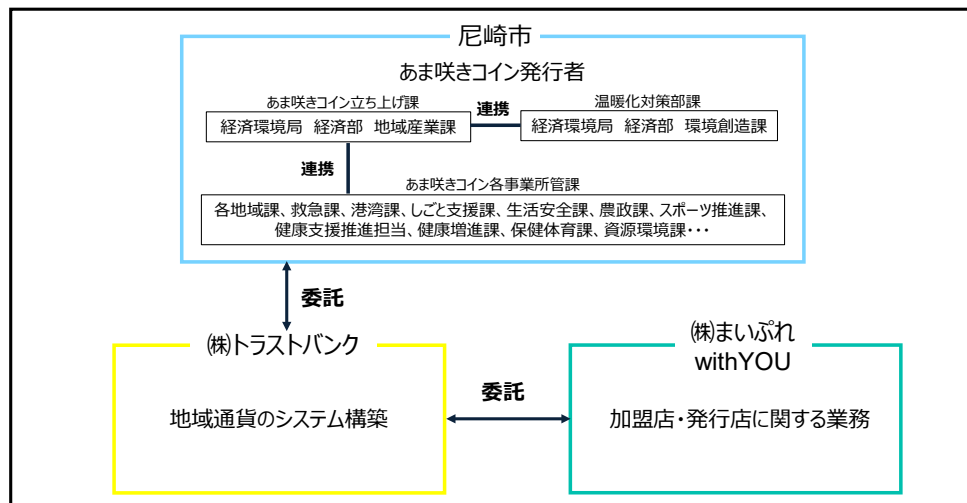 尼崎市
あま咲きコイン発行者
あま咲きコイン立ち上げ課
経済環境局 経済部 地域産業課
連携
温暖化対策部課
経済環境局 経済部 環境創造課
連携
あま咲きコイン各事業所管課
各地域課、救急課、港湾課、しごと支援課、生活安全課、農政課、スポーツ推進課、
健康支援推進担当、健康増進課、保健体育課、資源環境課・・・
委託
㈱トラストバンク
地域通貨のシステム構築
委託
㈱まいぷれ
withYOU
加盟店・発行店に関する業務